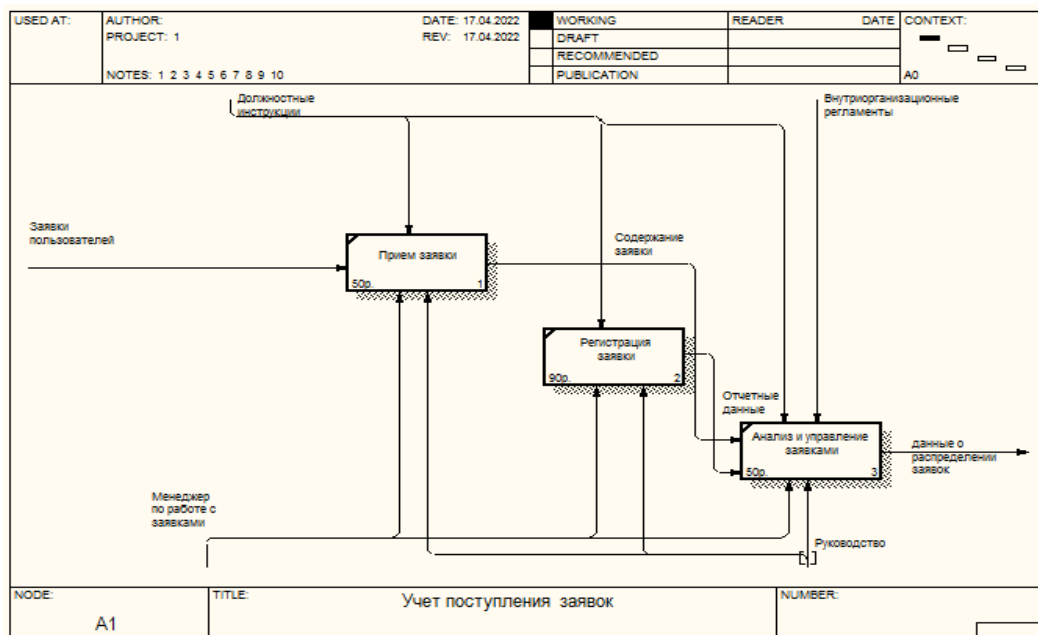 USED AT:
AUTHOR:
DATE: 17.04.2022
PROJECT: 1
REV: 17.04.2022
NOTES: 1 2 3 4 5 6 7 8 9 10
WORKING
DRAFT
RECOMMENDED
PUBLICATION
READER
DATE
CONTEXT:
A0
Должностные
инструкции
Внутриорганизационные
регламенты
Заявки
пользователей
Прием заявки
50р.
1
Содержание
заявки
Регистрация
заявки
90р.
2
Отчетные
данные
Анализ и управление
заявками
50р.
3
данные о
распределении
заявок
Менеджер
по работе с
заявками
Руководство
NODE:
A1
TITLE:
Учет поступления заявок
NUMBER: